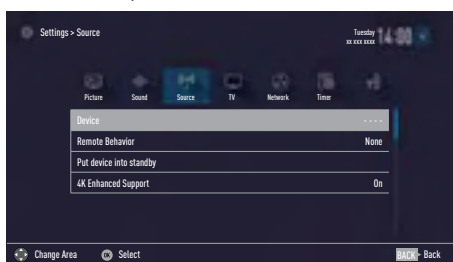 Settings > Source
Tuesday
xx xxx xxxx
14:00
Picture Sound Source TV Network Timer
Device - - - -
Remote Behavior None
Put device into standby
4K Enhanced Support On
Change Area OK Select BACK Back